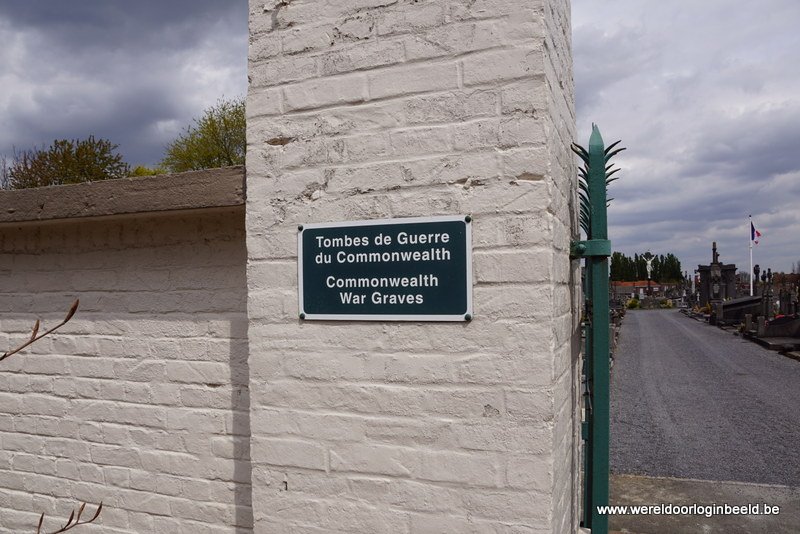 Tombes de Guerre
du Commonwealth
Commonwealth
War Graves
www.wereldoorloginbeeld.be